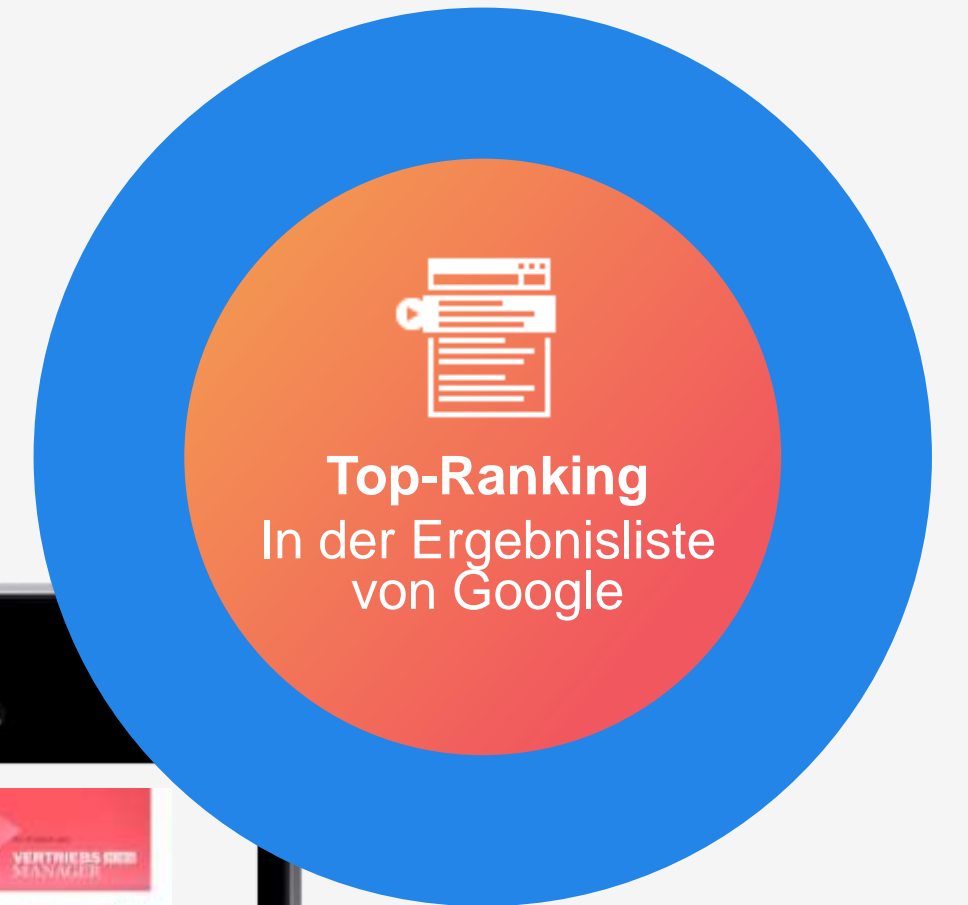 Top-Ranking
In der Ergebnisliste
von Google
VERTRIEBS
MANAGER